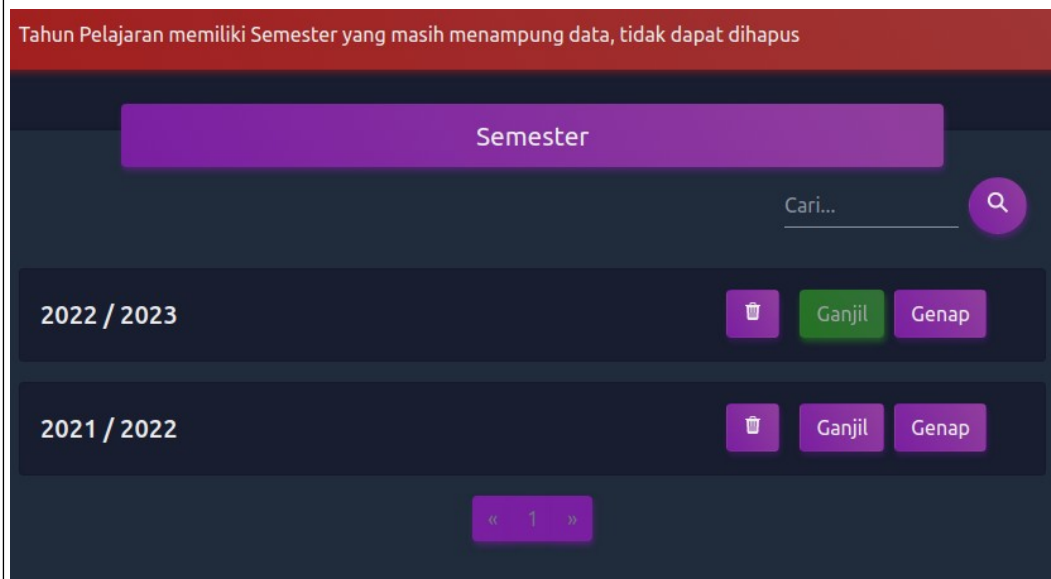 Tahun Pelajaran memiliki Semester yang masih menampung data, tidak dapat dihapus
Semester
Cari...
2022 / 2023 Ganjil Genap
2021 / 2022 Ganjil Genap
« 1 »